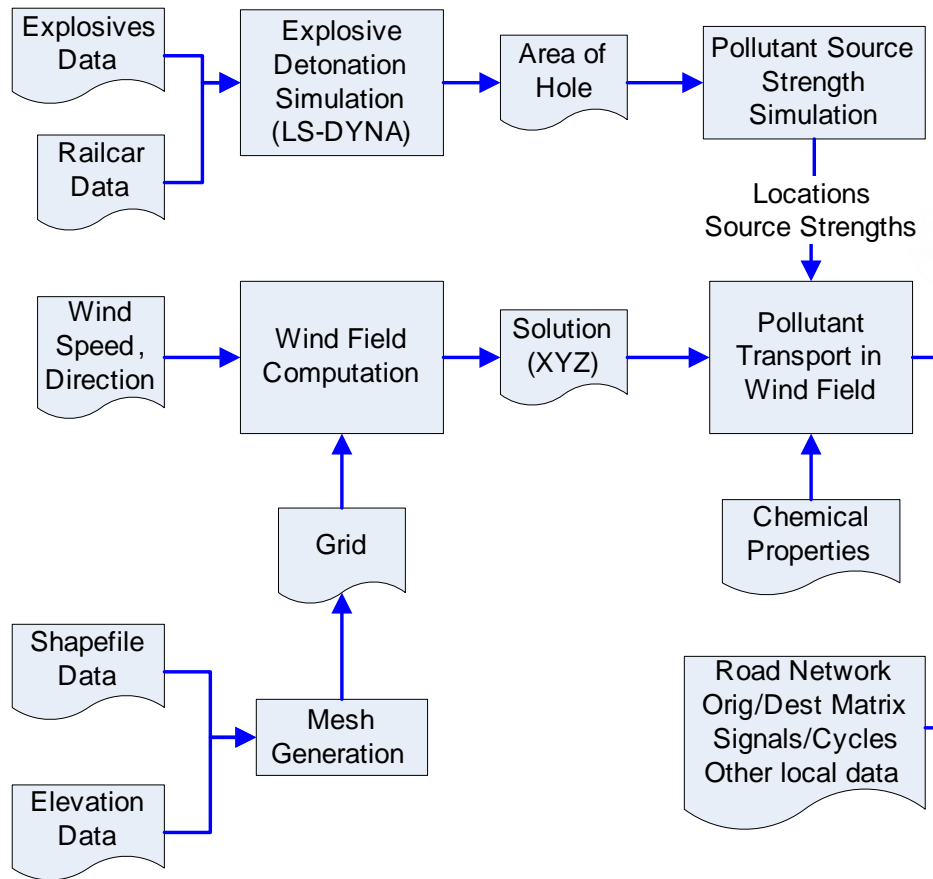 Explosives
Data
Explosive
Detonation
Simulation
(LS-DYNA)
Area of
Hole
Pollutant Source
Strength
Simulation
Railcar
Data
Locations
Source Strengths
Wind
Speed,
Direction
Wind Field
Computation
Solution
(XYZ)
Pollutant
Transport in
Wind Field
Grid
Chemical
Properties
Shapefile
Data
Mesh
Generation
Road Network
Orig/Dest Matrix
Signals/Cycles
Other local data
Elevation
Data